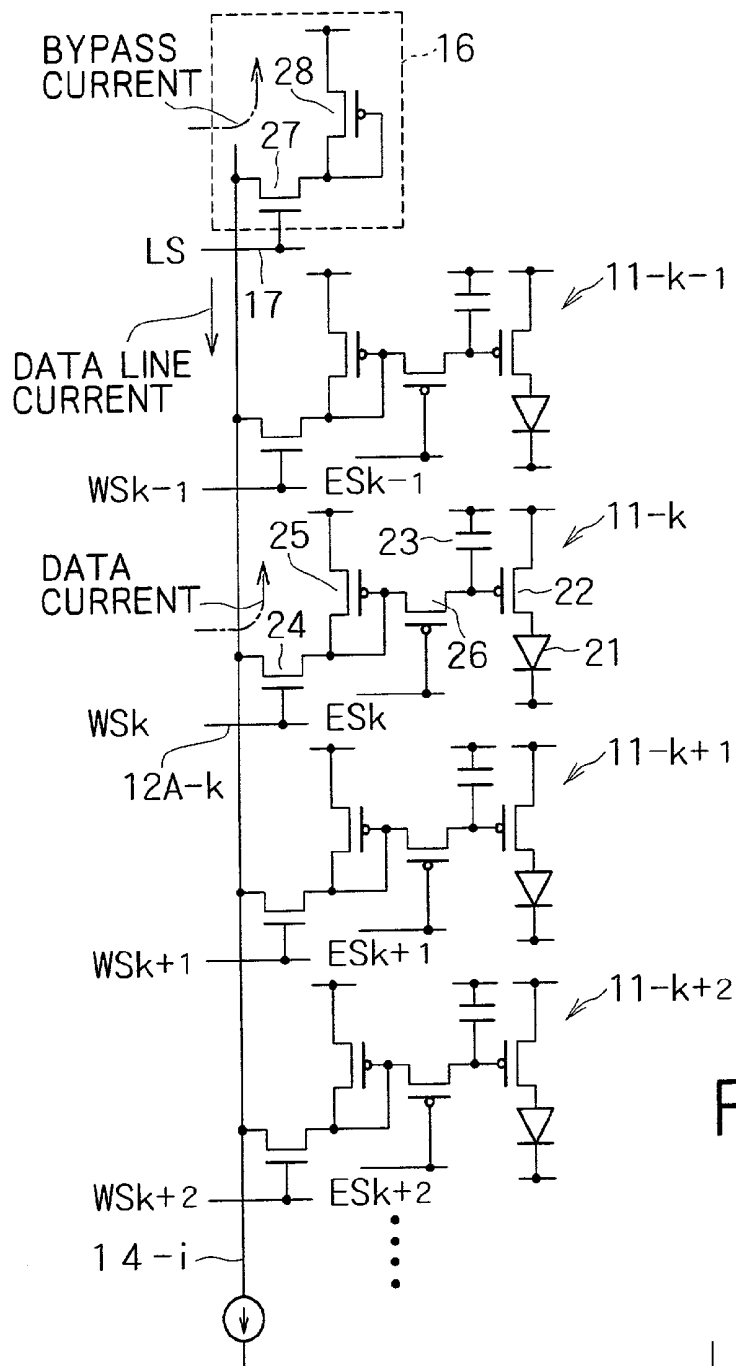 BYPASS
CURRENT
16
28
27
LS
17
11-k-1
DATA LINE
CURRENT
WSk-1
ESk-1
11-k
23
25
DATA
CURRENT
22
24
26
21
WSk
ESk
12A-k
11-k+1
WSk+1
ESk+1
11-k+2
WSk+2
ESk+2
14-i